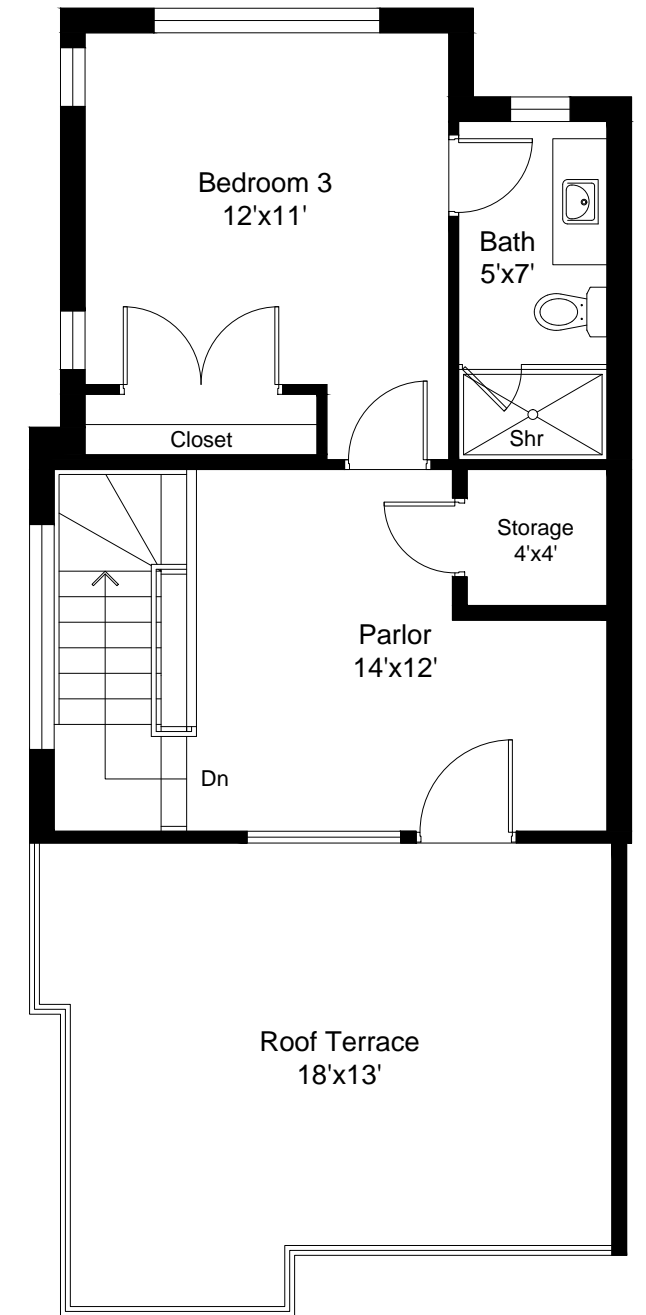 Bedroom 3
12'x11'
Bath
5'x7'
Closet
Shr
Storage
4'x4'
Parlor
14'x12'
Dn
Roof Terrace
18'x13'